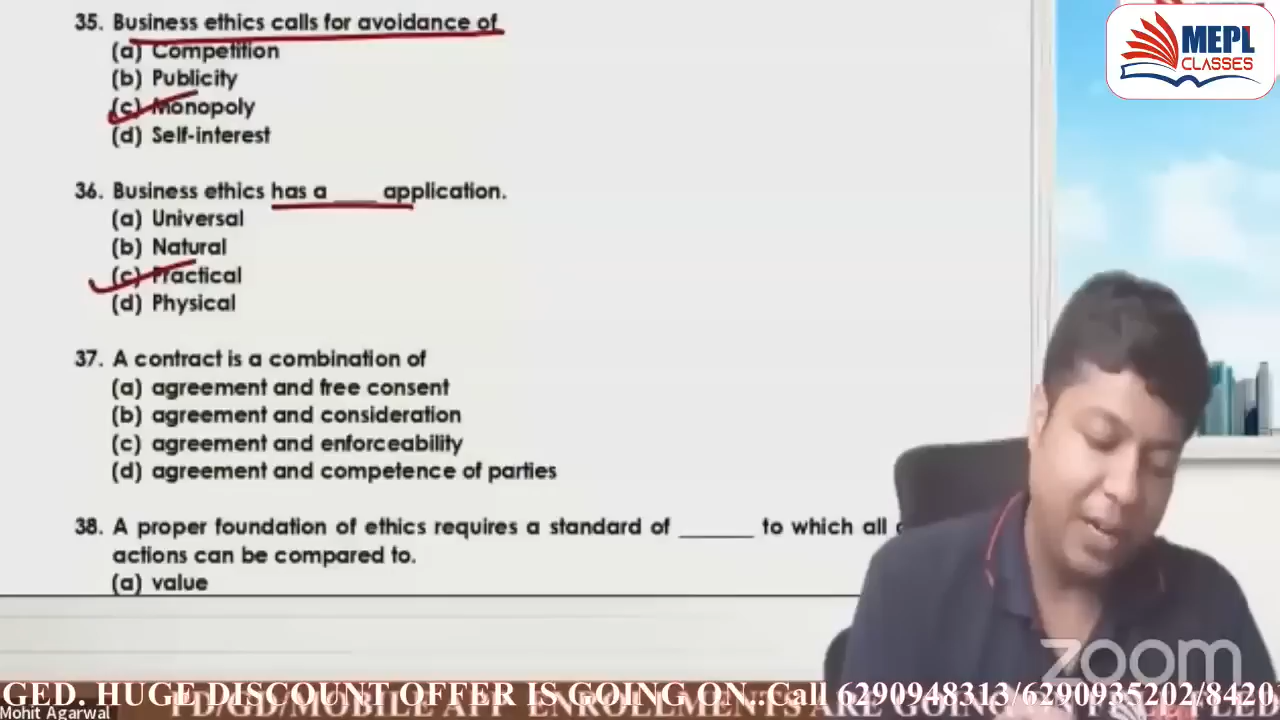 35. Business ethics calls for avoidance of
(a) Competition
(b) Publicity
(c) Monopoly
(d) Self-interest
36. Business ethics has a ____ application.
(a) Universal
(b) Natural
(c) Practical
(d) Physical
37. A contract is a combination of
(a) agreement and free consent
(b) agreement and consideration
(c) agreement and enforceability
(d) agreement and competence of parties
38. A proper foundation of ethics requires a standard of ______ to which all
actions can be compared to.
(a) value
MEPL
CLASSES
zoom
GED. HUGE DISCOUNT OFFER IS GOING ON..Call 6290948313/6290935202/8420
Mohit Agarwal